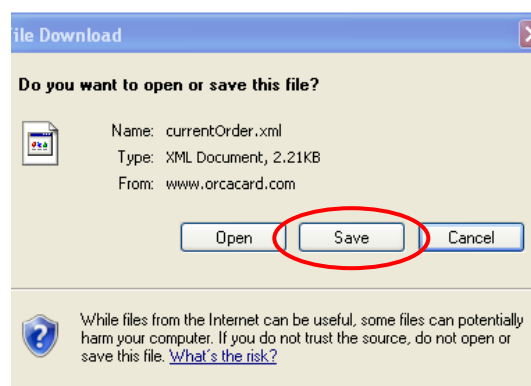 ile Download
Do you want to open or save this file?
Name: currentOrder.xml
Type: XML Document, 2.21KB
From: www.orcacard.com
Open Save Cancel
While files from the Internet can be useful, some files can potentially
harm your computer. If you do not trust the source, do not open or
save this file. What's the risk?